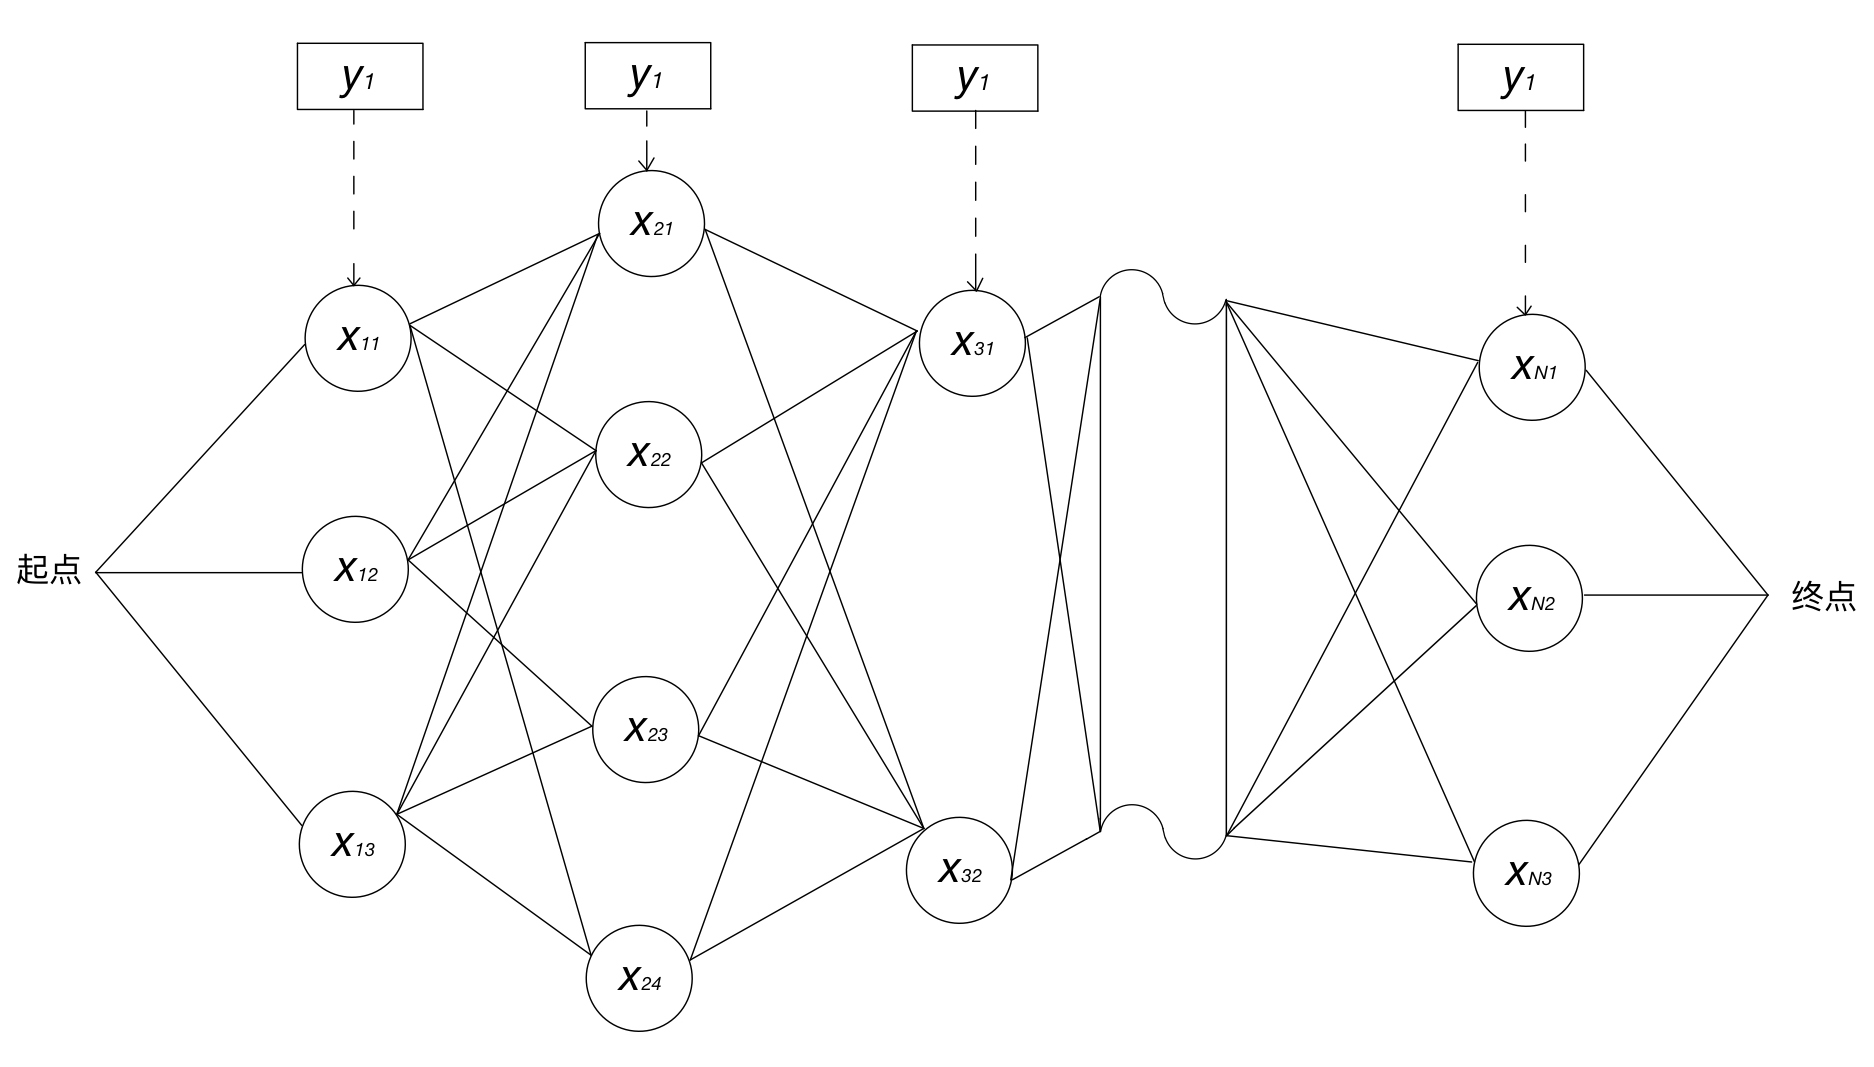 y1 y1 y1 y1
x21
x11 x31 xN1
x22
起点 x12 xN2 终点
x23
x13 x32 xN3
x24